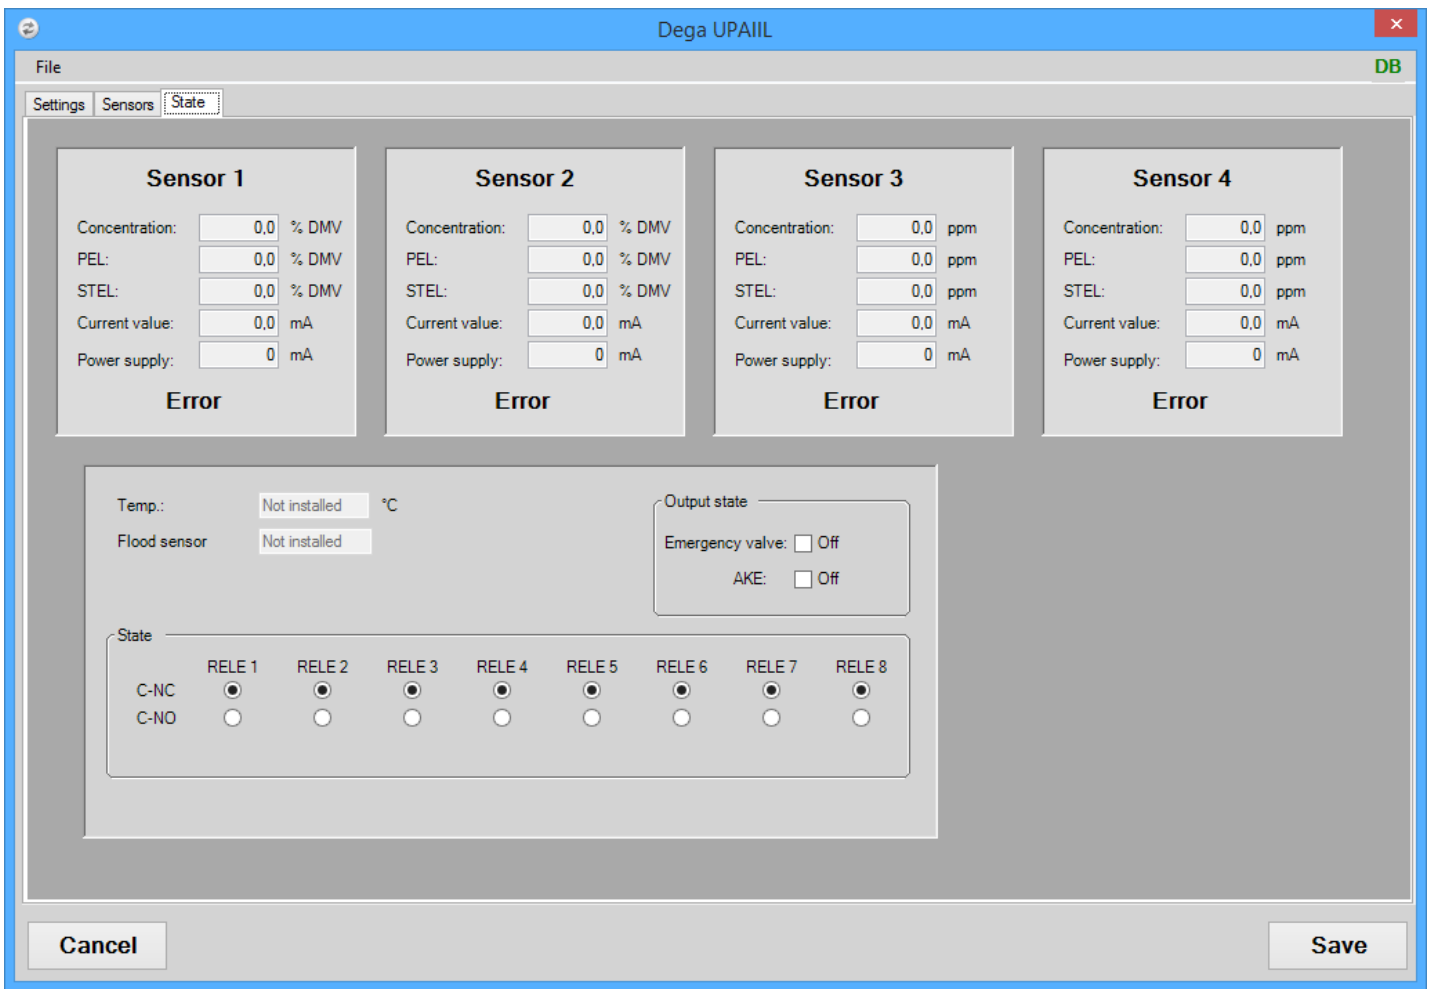 Dega UPAIIL
File DB
Settings Sensors State
Sensor 1
Concentration: 0,0 % DMV
PEL: 0,0 % DMV
STEL: 0,0 % DMV
Current value: 0,0 mA
Power supply: 0 mA
Error
Sensor 2
Concentration: 0,0 % DMV
PEL: 0,0 % DMV
STEL: 0,0 % DMV
Current value: 0,0 mA
Power supply: 0 mA
Error
Sensor 3
Concentration: 0,0 ppm
PEL: 0,0 ppm
STEL: 0,0 ppm
Current value: 0,0 mA
Power supply: 0 mA
Error
Sensor 4
Concentration: 0,0 ppm
PEL: 0,0 ppm
STEL: 0,0 ppm
Current value: 0,0 mA
Power supply: 0 mA
Error
Temp.: Not installed °C
Flood sensor Not installed
Output state
Emergency valve: Off
AKE: Off
State
RELE 1 RELE 2 RELE 3 RELE 4 RELE 5 RELE 6 RELE 7 RELE 8
C-NC
C-NO
Cancel Save